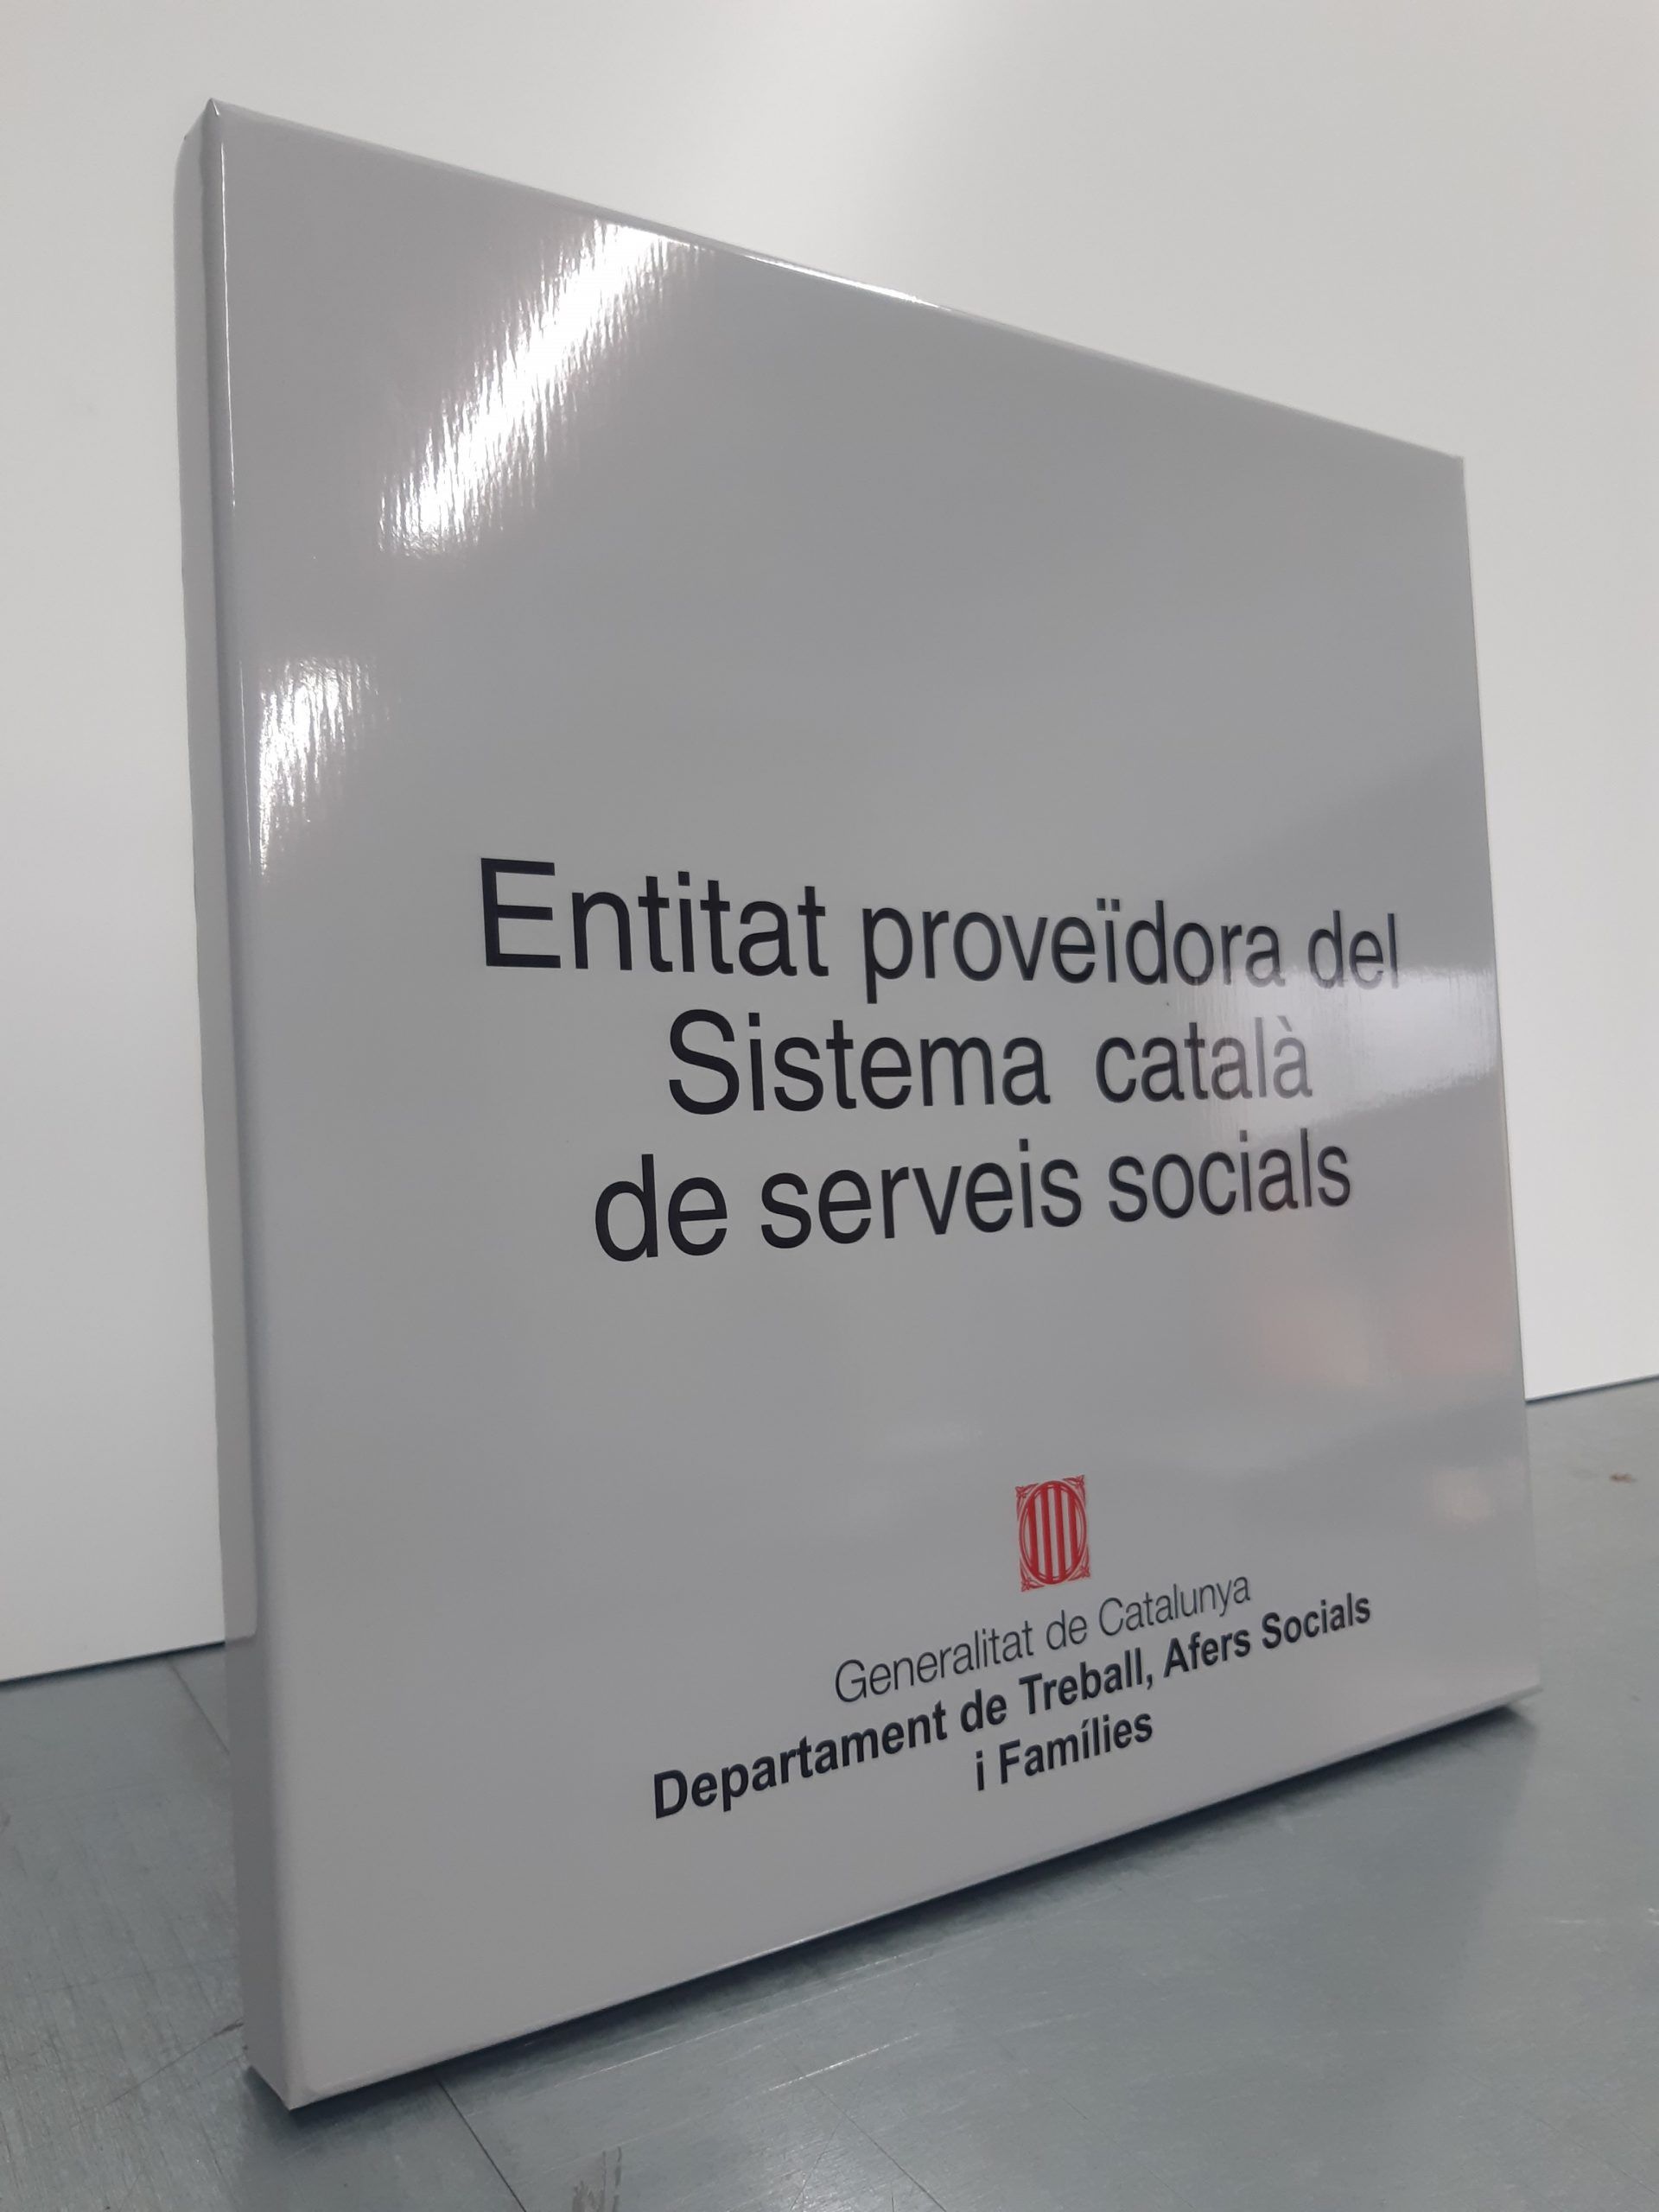 Entitat proveïdora del
Sistema català
de serveis socials
Generalitat de Catalunya
Departament de Treball, Afers Socials
i Famílies